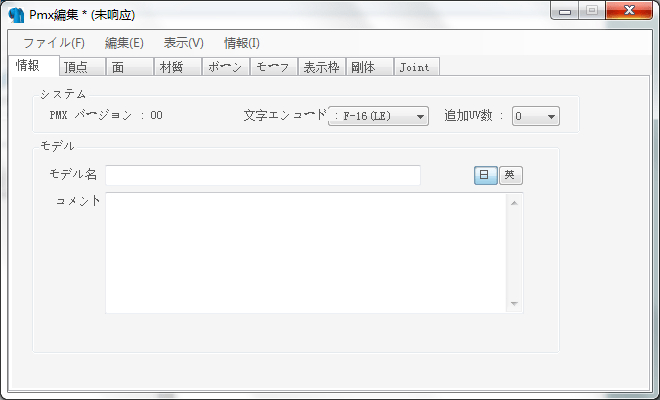 Pmx编集 * (未响应)
ファイル(F) 編集(E) 表示(V) 情報(I)
情報 頂点 面 材質 ボーン モーフ 表示枠 剛体 Joint
システム
PMX バージョン : 00 文字エンコード : F-16(LE) 追加UV数 : 0
モデル
モデル名 日 英
コメント